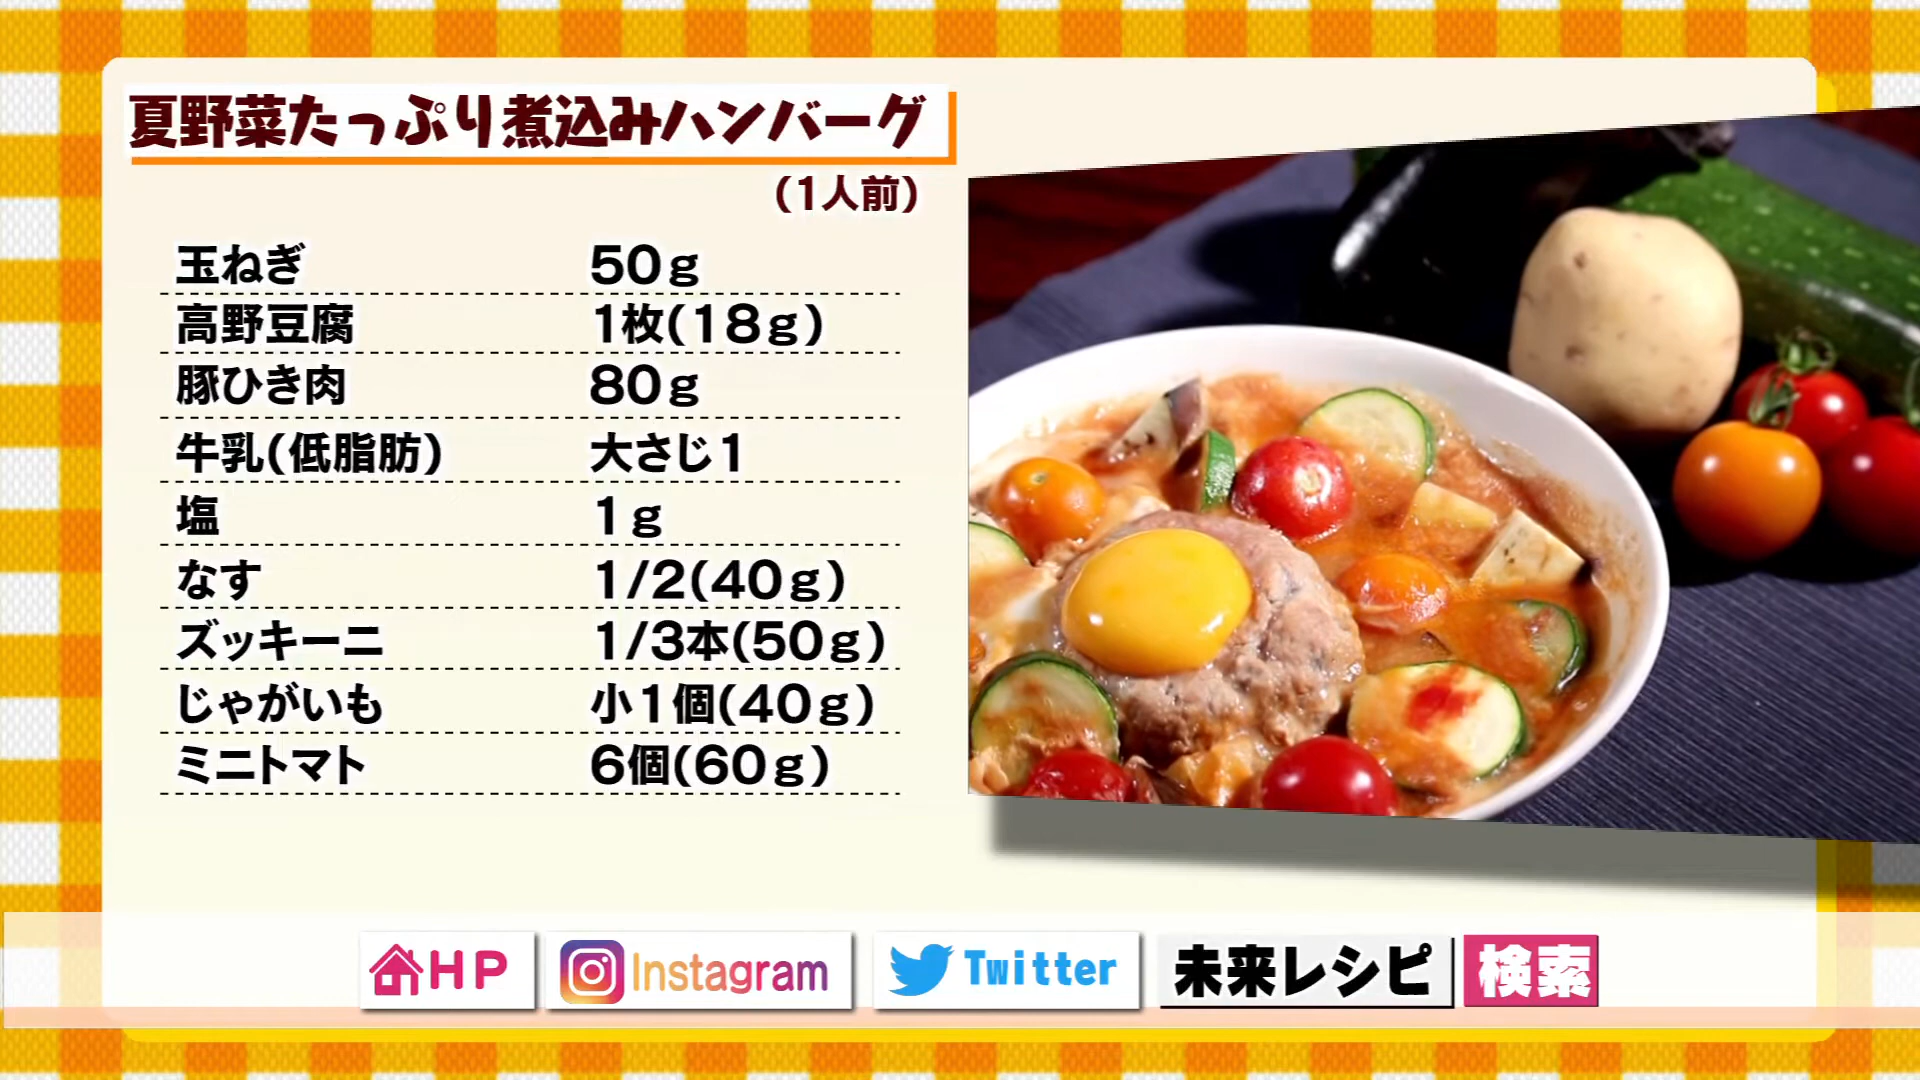 夏野菜たっぷり煮込みハンバーグ
(1人前)
玉ねぎ 50g
高野豆腐 1枚(18g)
豚ひき肉 80g
牛乳(低脂肪) 大さじ1
塩 1g
なす 1/2(40g)
ズッキーニ 1/3本(50g)
じゃがいも 小1個(40g)
ミニトマト 6個(60g)
HP Instagram Twitter 未来レシピ 検索